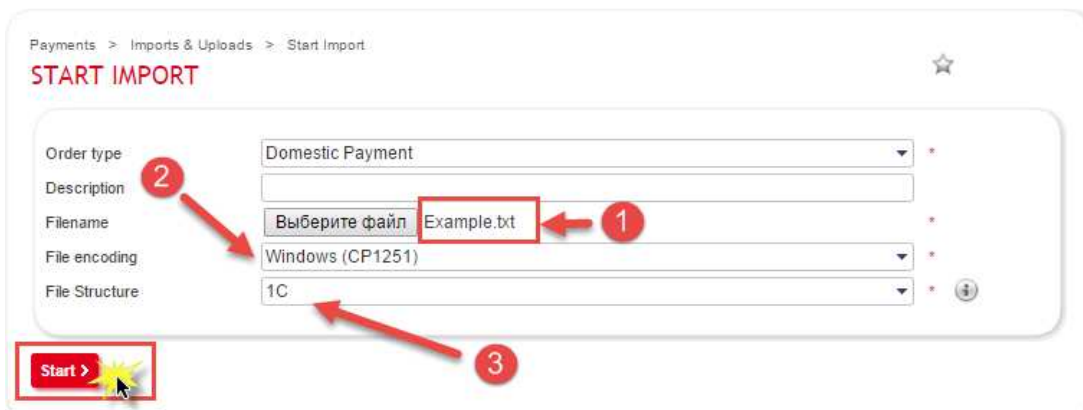 Payments > Imports & Uploads > Start Import
START IMPORT
Order type Domestic Payment *
2
Description
Filename Выберите файл Example.txt 1 *
File encoding Windows (CP1251) *
File Structure 1C * i
3
Start >